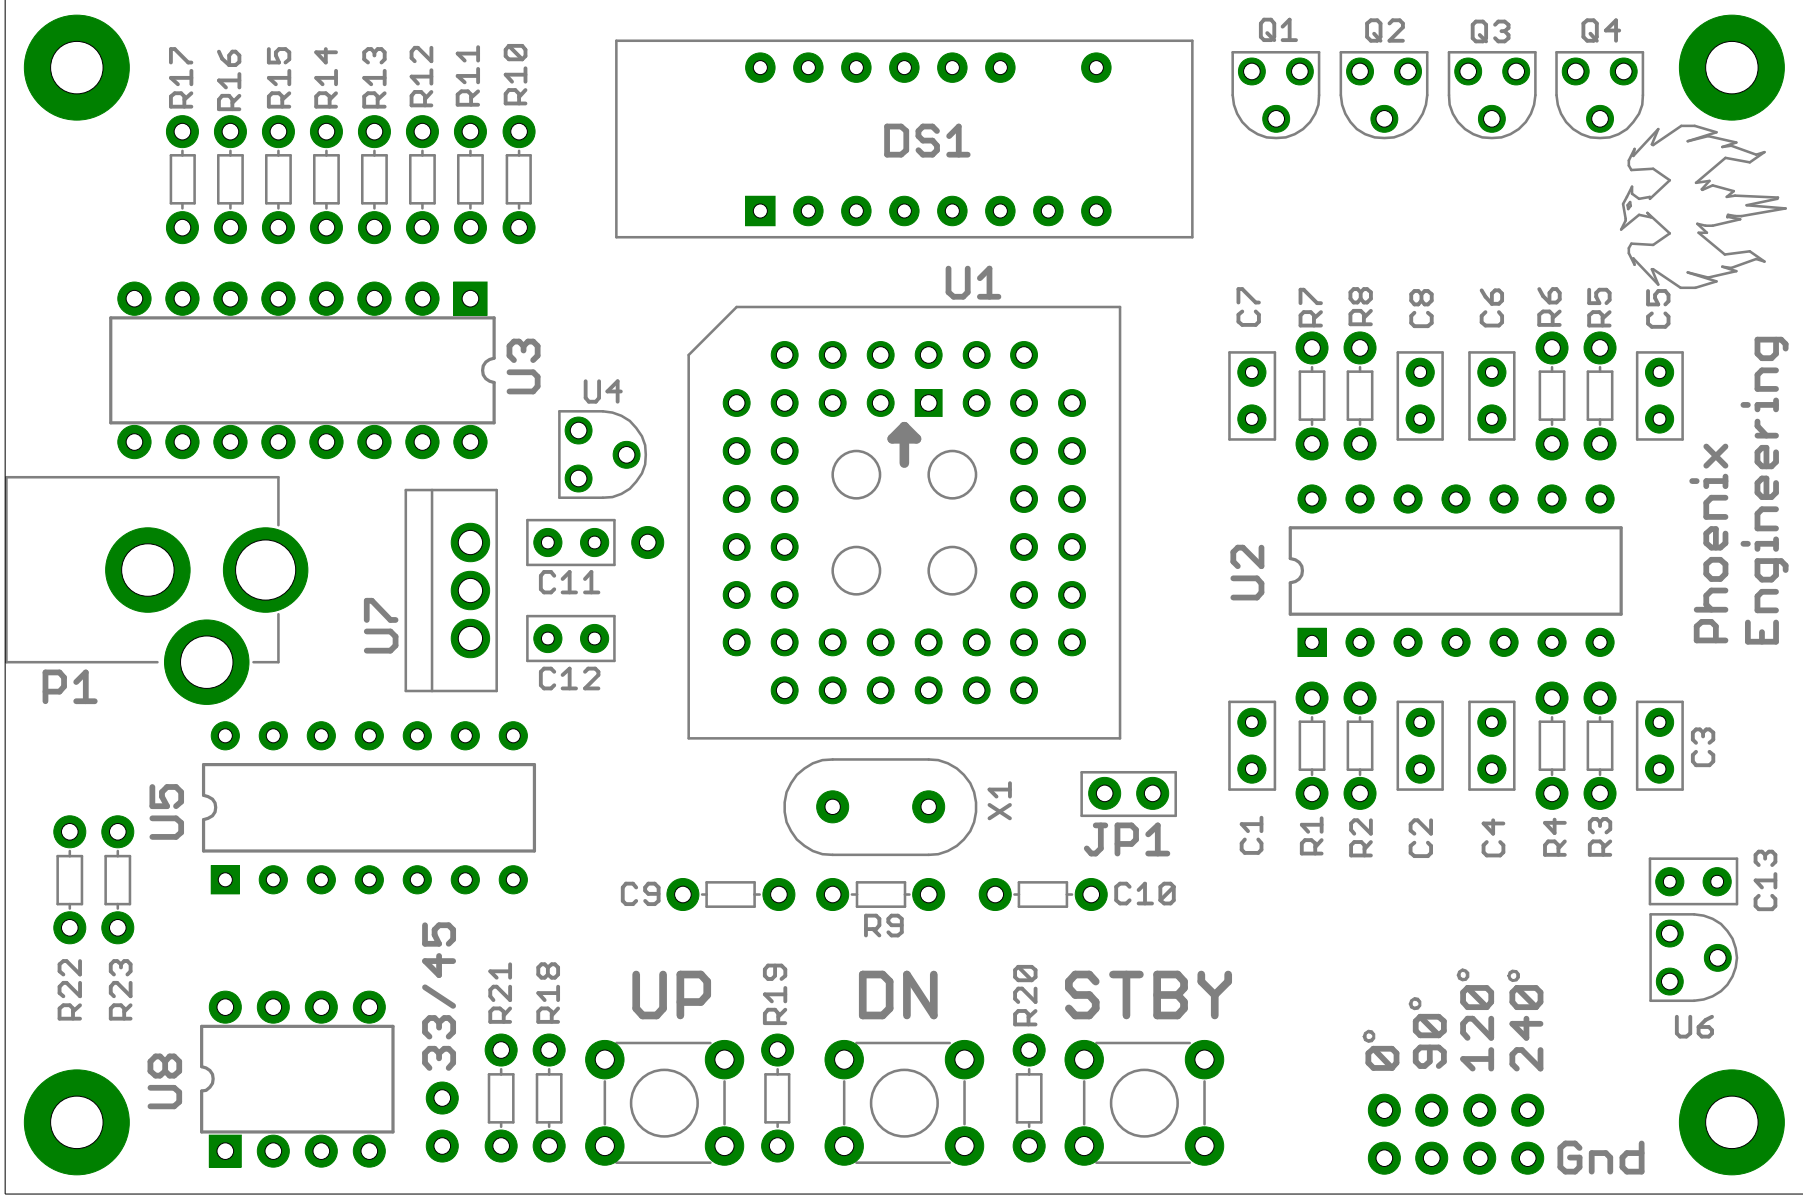 R17
R16
R15
R14
R13
R12
R11
R10
DS1
Q1
Q2
Q3
Q4
U1
U3
U4
C7
R7
R8
C8
C6
R6
R5
C5
Phoenix
Engineering
U2
U7
C11
C12
P1
U5
X1
JP1
C1
R1
R2
C2
C4
R4
R3
C3
C13
U6
C9
R9
C10
R22
R23
U8
33/45
R21
R18
UP
R19
DN
R20
STBY
0°
90°
120°
240°
Gnd